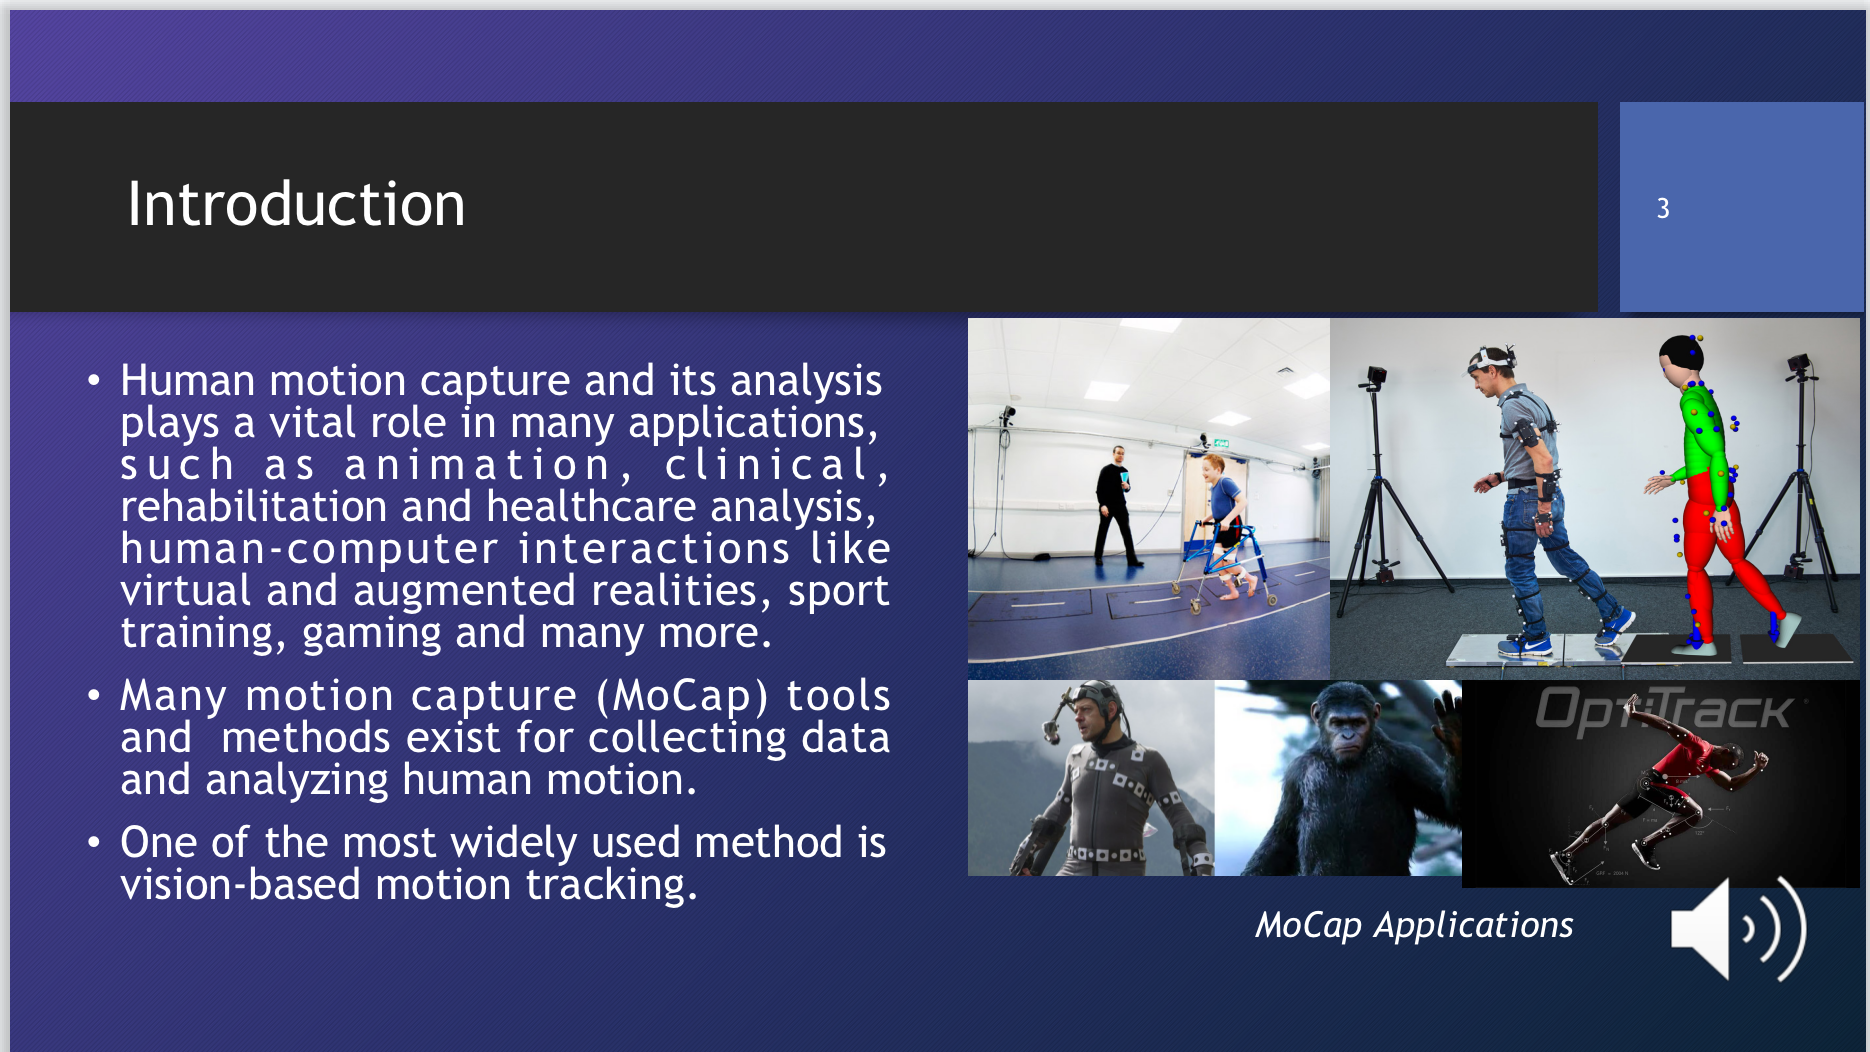 Introduction
3
• Human motion capture and its analysis
plays a vital role in many applications,
such as animation, clinical,
rehabilitation and healthcare analysis,
human-computer interactions like
virtual and augmented realities, sport
training, gaming and many more.
• Many motion capture (MoCap) tools
and methods exist for collecting data
and analyzing human motion.
• One of the most widely used method is
vision-based motion tracking.
OptiTrack
MoCap Applications